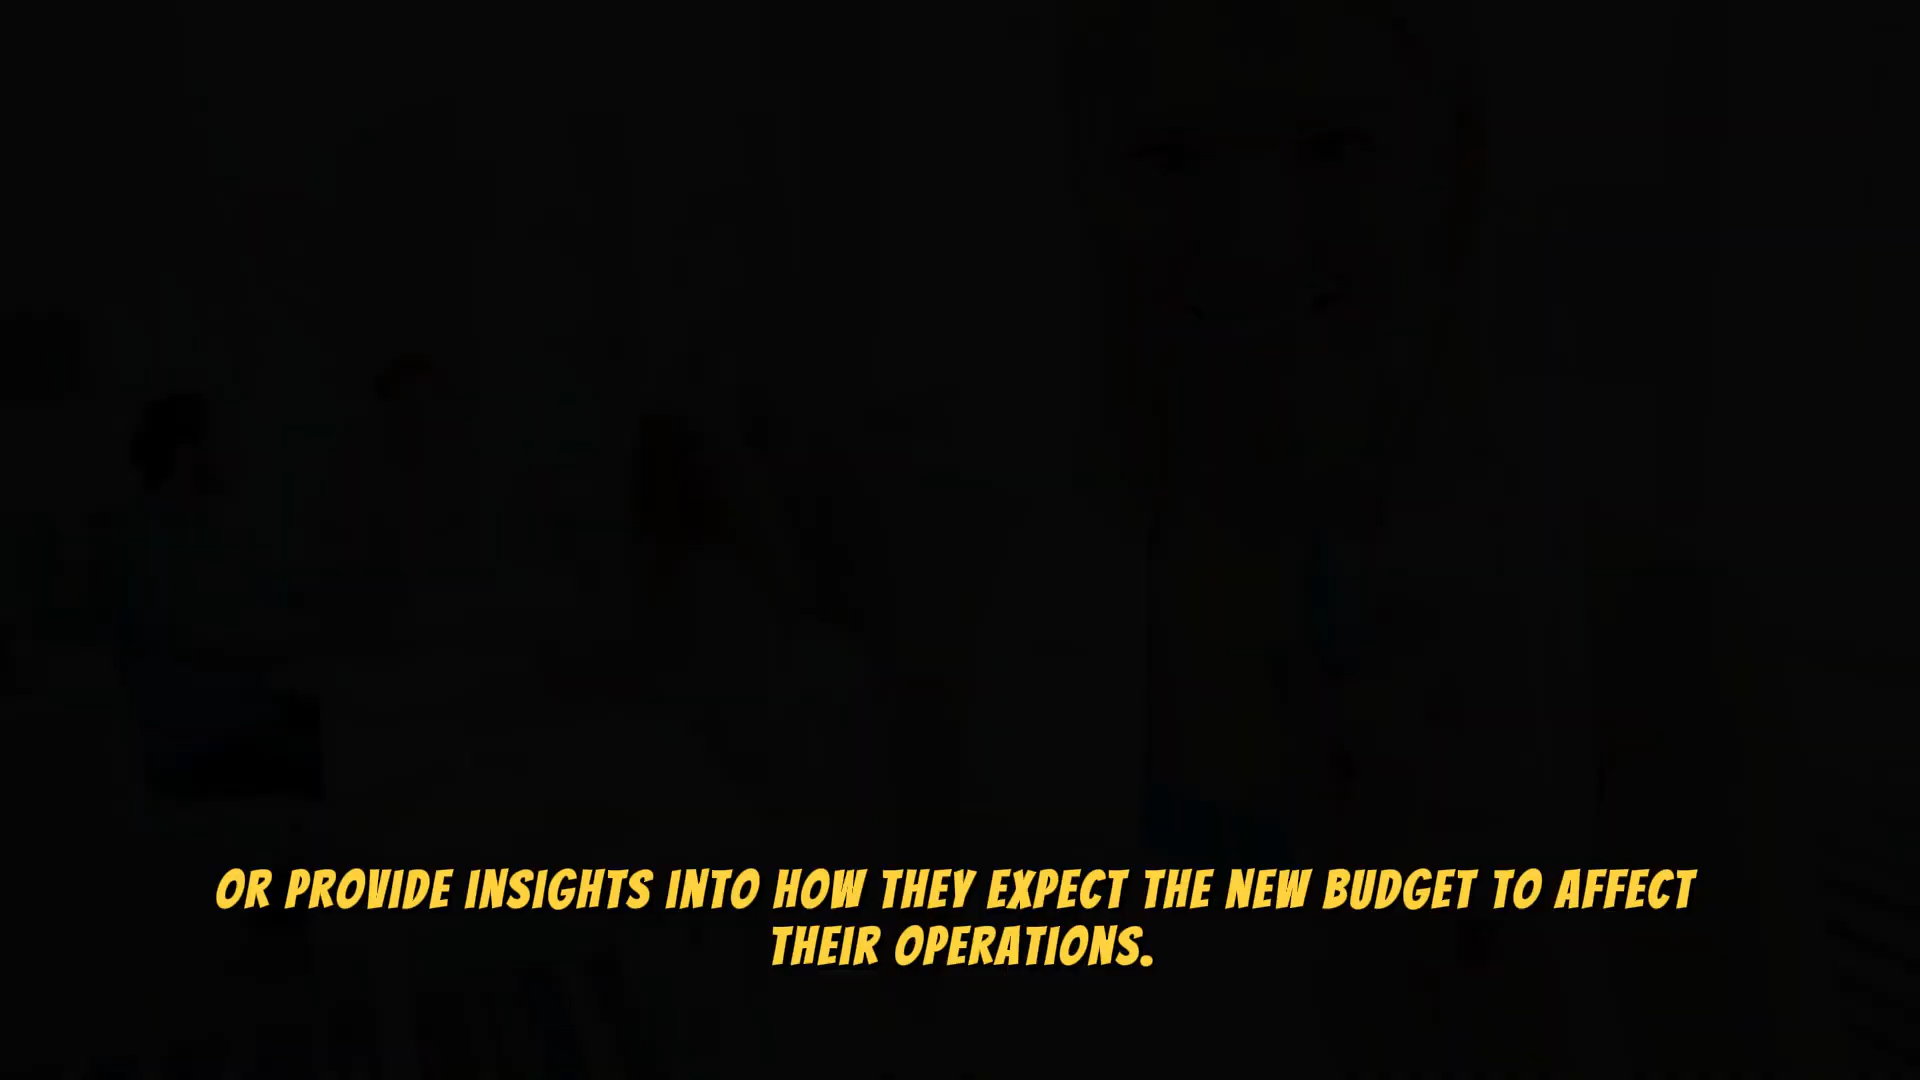 OR PROVIDE INSIGHTS INTO HOW THEY EXPECT THE NEW BUDGET TO AFFECT
THEIR OPERATIONS.